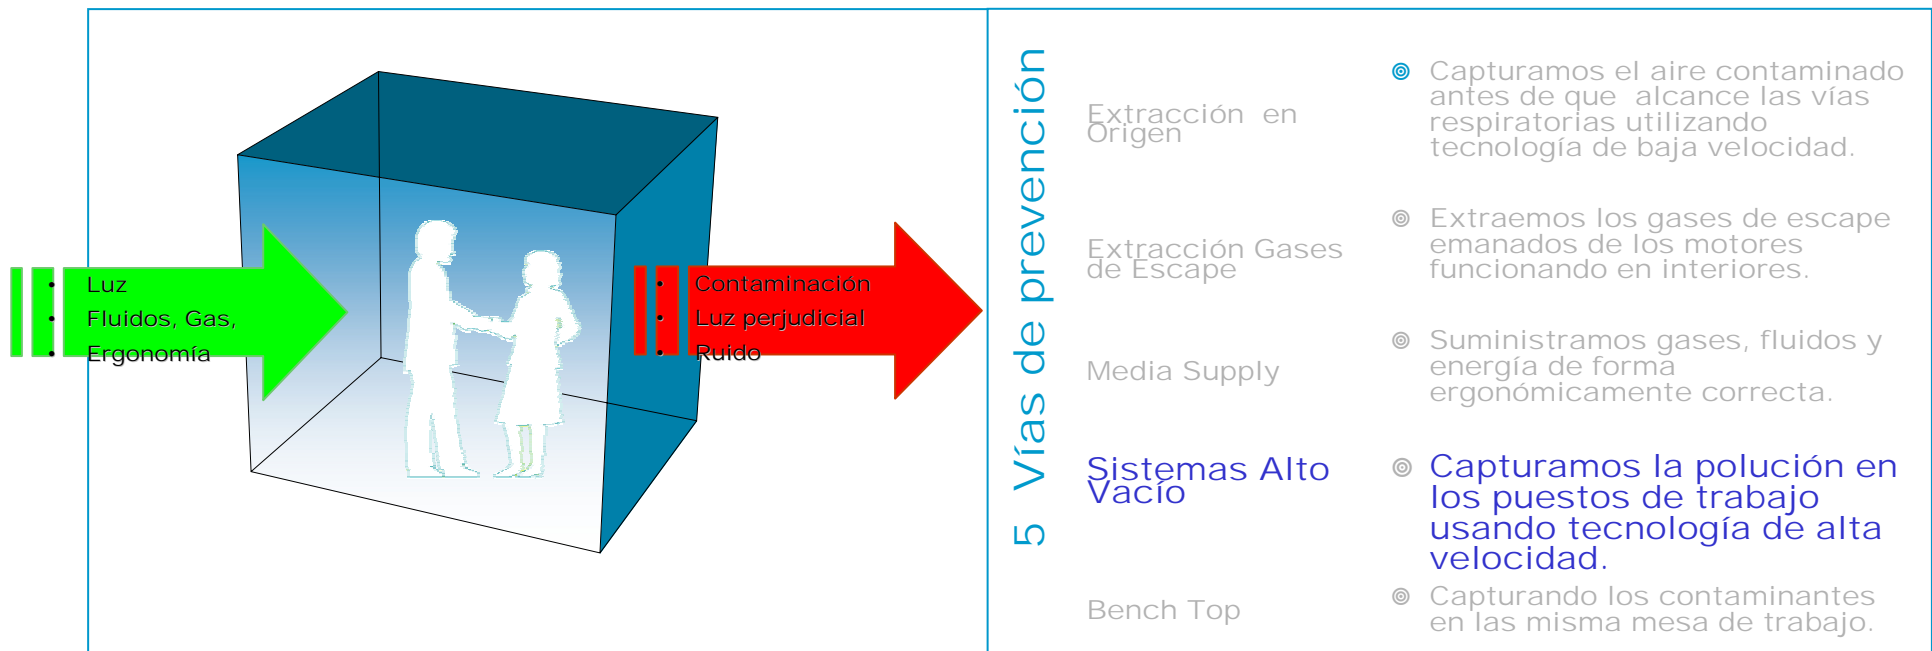 Luz
Fluidos, Gas,
Ergonomía
Contaminación
Luz perjudicial
Ruido
5 Vías de prevención
Extracción en
Origen
Capturamos el aire contaminado
antes de que alcance las vías
respiratorias utilizando
tecnología de baja velocidad.
Extracción Gases
de Escape
Extraemos los gases de escape
emanados de los motores
funcionando en interiores.
Media Supply
Suministramos gases, fluidos y
energía de forma
ergonómicamente correcta.
Sistemas Alto
Vacío
Capturamos la polución en
los puestos de trabajo
usando tecnología de alta
velocidad.
Bench Top
Capturando los contaminantes
en las misma mesa de trabajo.